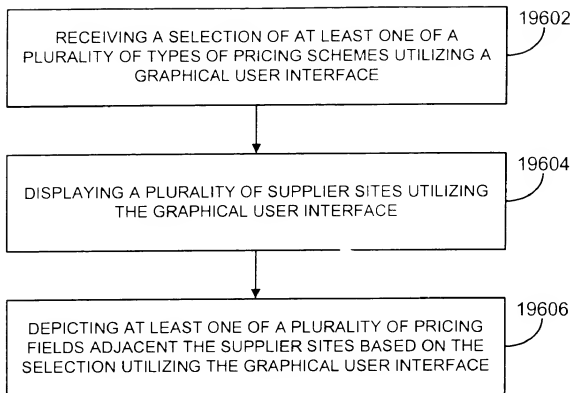 19602
RECEIVING A SELECTION OF AT LEAST ONE OF A
PLURALITY OF TYPES OF PRICING SCHEMES UTILIZING A
GRAPHICAL USER INTERFACE
19604
DISPLAYING A PLURALITY OF SUPPLIER SITES UTILIZING
THE GRAPHICAL USER INTERFACE
19606
DEPICTING AT LEAST ONE OF A PLURALITY OF PRICING
FIELDS ADJACENT THE SUPPLIER SITES BASED ON THE
SELECTION UTILIZING THE GRAPHICAL USER INTERFACE